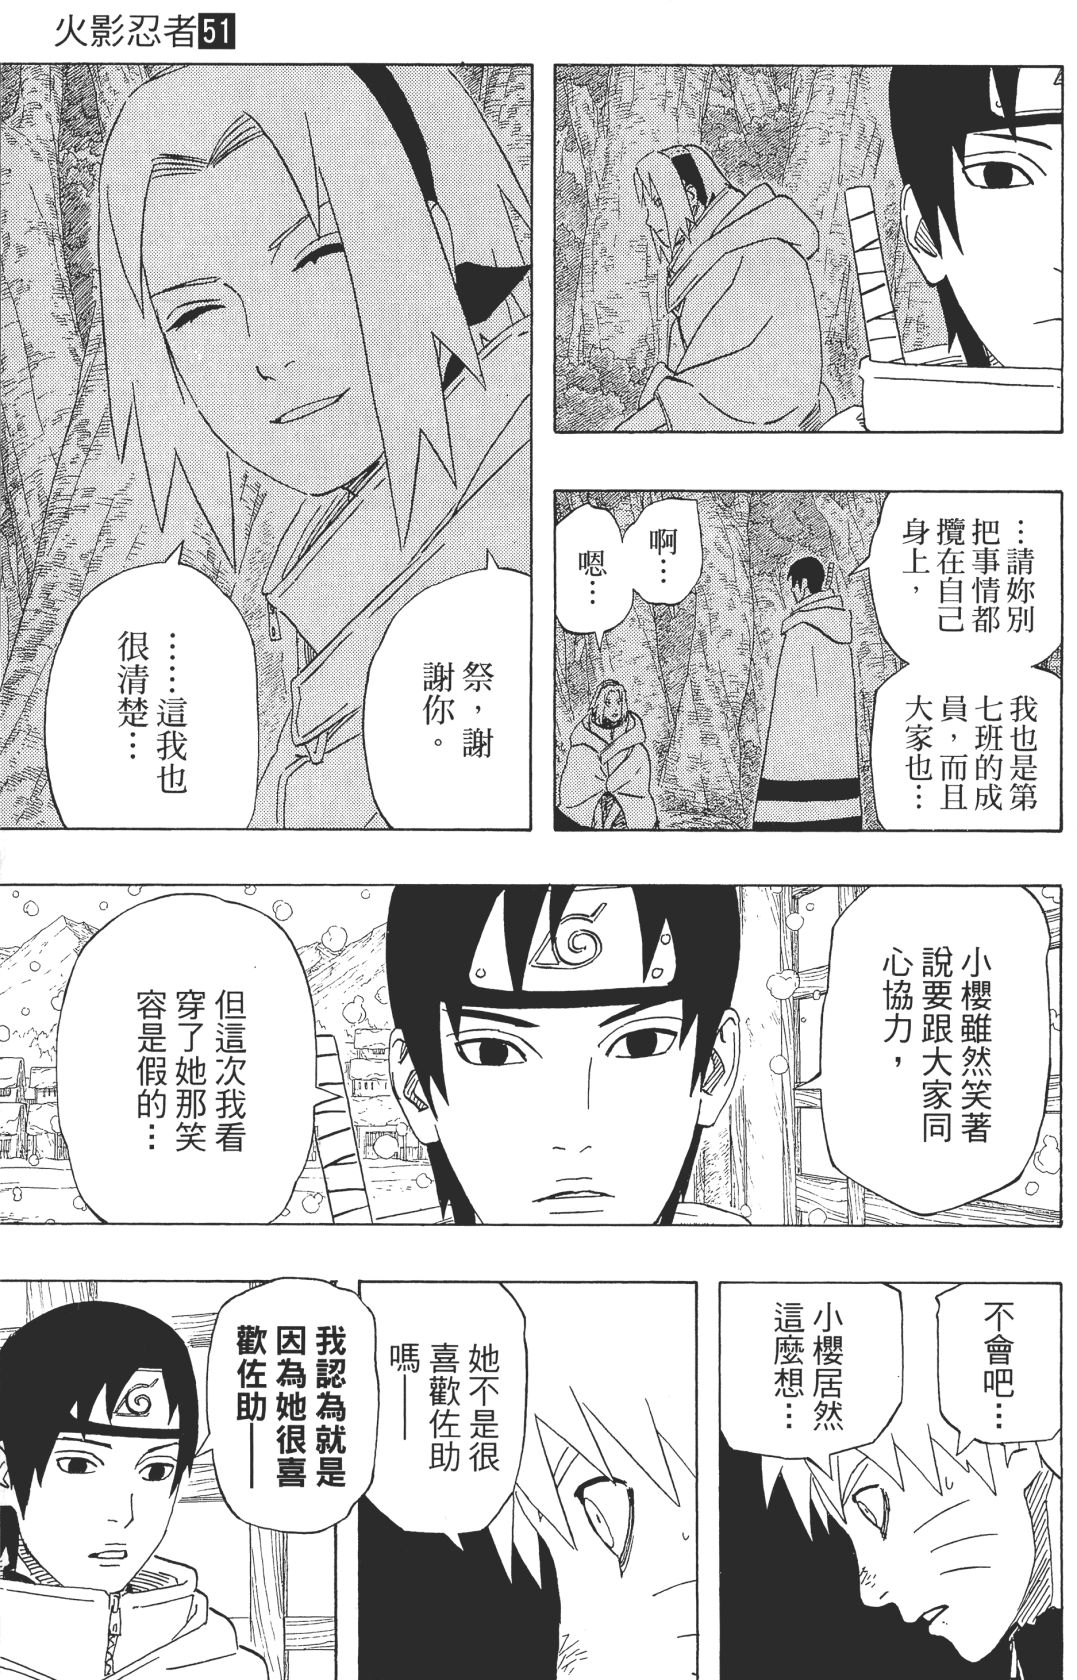 火影忍者51
…請妳別
把事情都
攬在自己
身上，
我也是第
七班的成
員，而且
大家也…
啊…
嗯…
祭，謝
謝你。
……這我也
很清楚…
小櫻雖然笑著
說要跟大家同
心協力，
但這次我看
穿了她那笑
容是假的…
不會吧…
小櫻居然
這麼想…
她不是很
喜歡佐助
嗎—
我認為就是
因為她很喜
歡佐助—